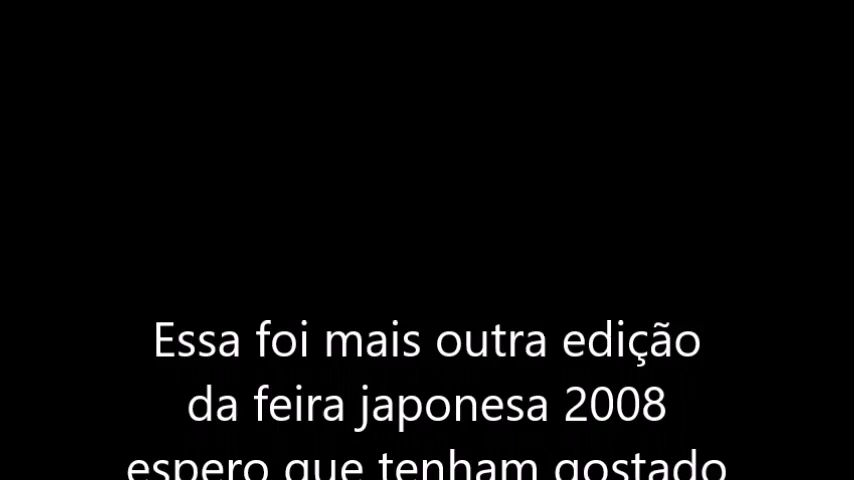 Essa foi mais outra edição
da feira japonesa 2008
espero que tenham gostado